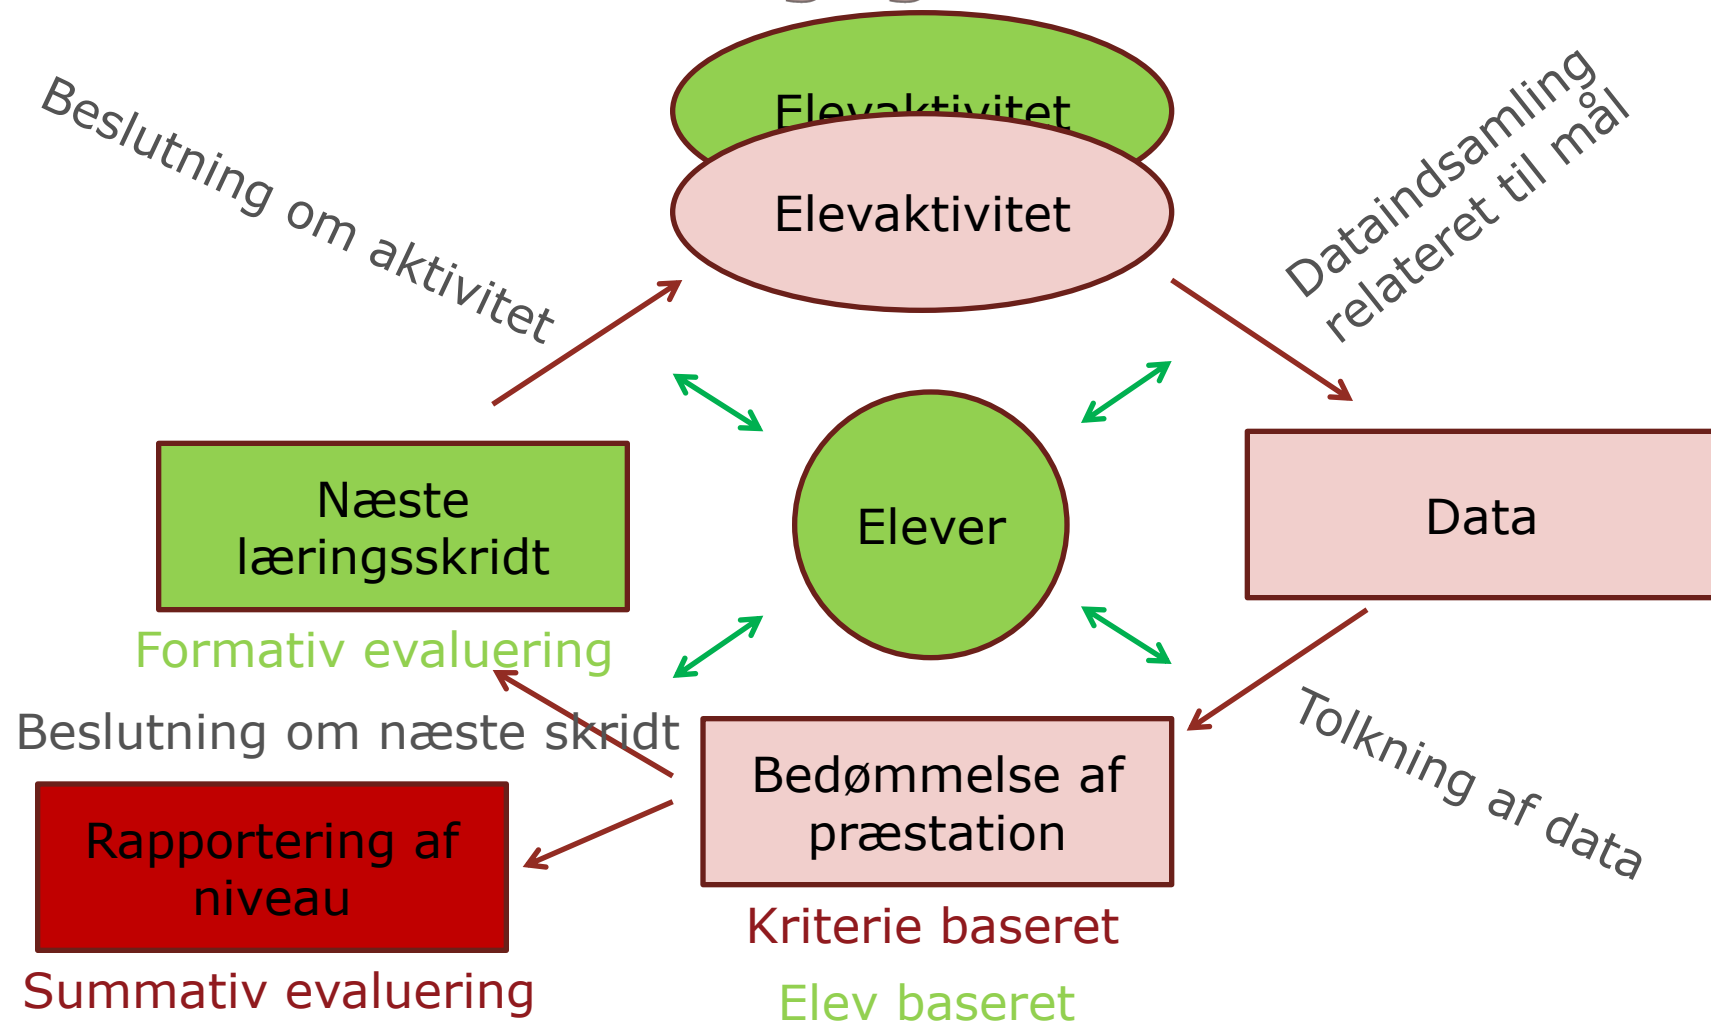 Elevaktivitet
Elevaktivitet
Beslutning om aktivitet
Dataindsamling
relateret til mål
Næste
læringsskridt
Elever
Data
Formativ evaluering
Beslutning om næste skridt
Bedømmelse af
præstation
Tolkning af data
Rapportering af
niveau
Kriterie baseret
Summativ evaluering
Elev baseret